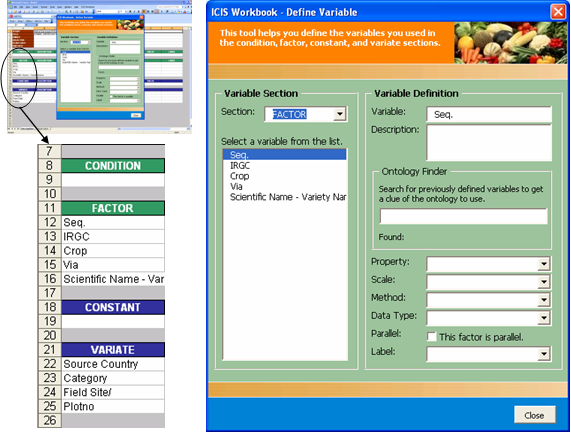 ICIS Workbook - Define Variable
This tool helps you define the variables you used in
the condition, factor, constant, and variate sections.
Variable Section
Section: FACTOR
Select a variable from the list.
Seq.
IRGC
Crop
Via
Scientific Name - Variety Nar
Variable Definition
Variable: Seq.
Description:
Ontology Finder
Search for previously defined variables to get
a clue of the ontology to use.
Found:
Property:
Scale:
Method:
Data Type:
Parallel: This factor is parallel.
Label:
Close
7
8 CONDITION
9
10
11 FACTOR
12 Seq.
13 IRGC
14 Crop
15 Via
16 Scientific Name - Var
17
18 CONSTANT
19
20
21 VARIATE
22 Source Country
23 Category
24 Field Site/
25 Plotno
26